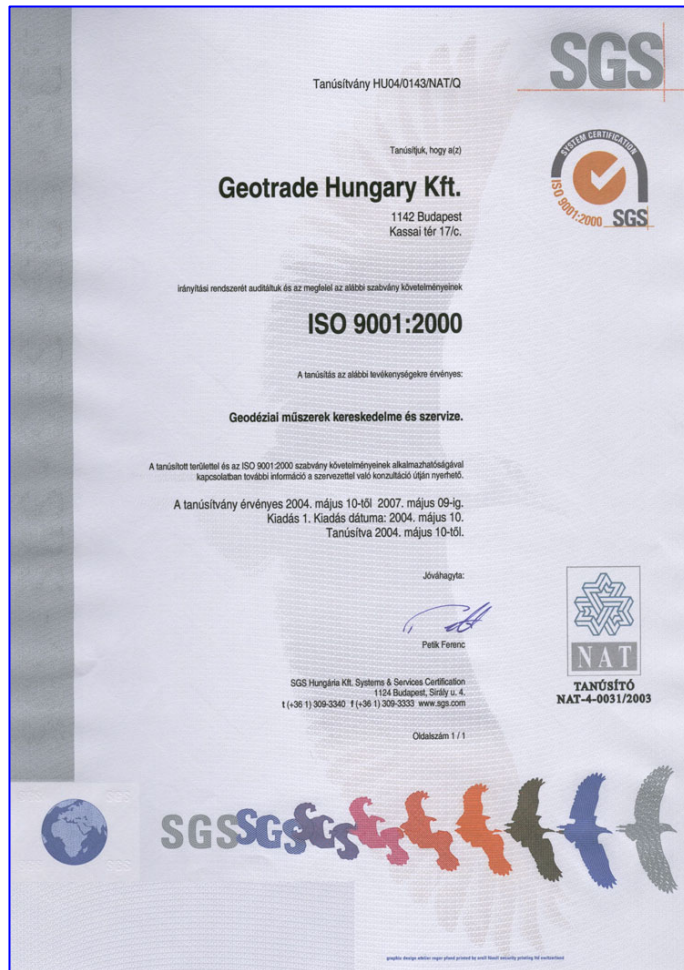 SGS
Tanúsítvány HU04/0143/NAT/Q
SYSTEM CERTIFICATION
ISO 9001:2000
SGS
Tanúsítjuk, hogy a(z)
Geotrade Hungary Kft.
1142 Budapest
Kassai tér 17/c.
irányítási rendszerét auditáltuk és az megfelel az alábbi szabvány követelményeinek
ISO 9001:2000
A tanúsítás az alábbi tevékenységekre érvényes:
Geodéziai műszerek kereskedelme és szervize.
A tanúsított területtel és az ISO 9001:2000 szabvány követelményeinek alkalmazhatóságával
kapcsolatban további információ a szervezettel való konzultáció útján nyerhető.
A tanúsítvány érvényes 2004. május 10-től 2007. május 09-ig.
Kiadás 1. Kiadás dátuma: 2004. május 10.
Tanúsítva 2004. május 10-től.
Jóváhagyta:
Petik Ferenc
SGS Hungária Kft. Systems & Services Certification
1124 Budapest, Sirály u. 4.
t (+36 1) 309-3340 f (+36 1) 309-3333 www.sgs.com
Oldalszám 1 / 1
NAT
TANÚSÍTÓ
NAT-4-0031/2003
SGS SGS SGS